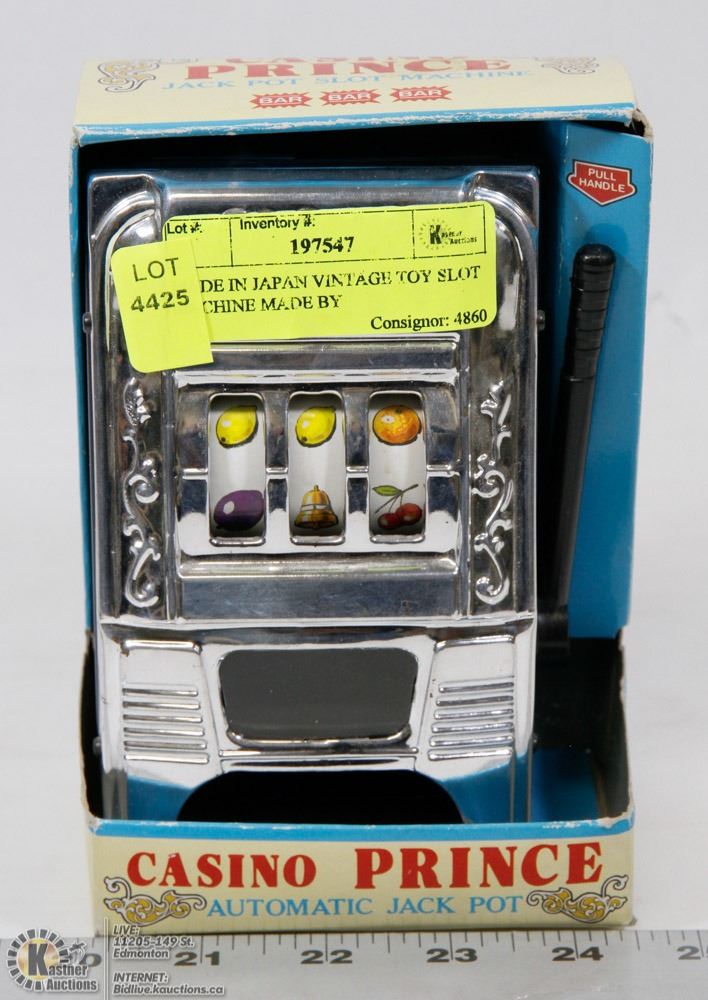 PRINCE
JACK POT SLOT MACHINE
BAR BAR BAR
PULL
HANDLE
Lot #:
Inventory #:
197547
Kastner
Auctions
LOT
4425
DE IN JAPAN VINTAGE TOY SLOT
CHINE MADE BY
Consignor: 4860
CASINO PRINCE
AUTOMATIC JACK POT
21 22 23 24
Kastner
Auctions
LIVE:
11205-149 St.
Edmonton
INTERNET:
Bidlive.kauctions.ca